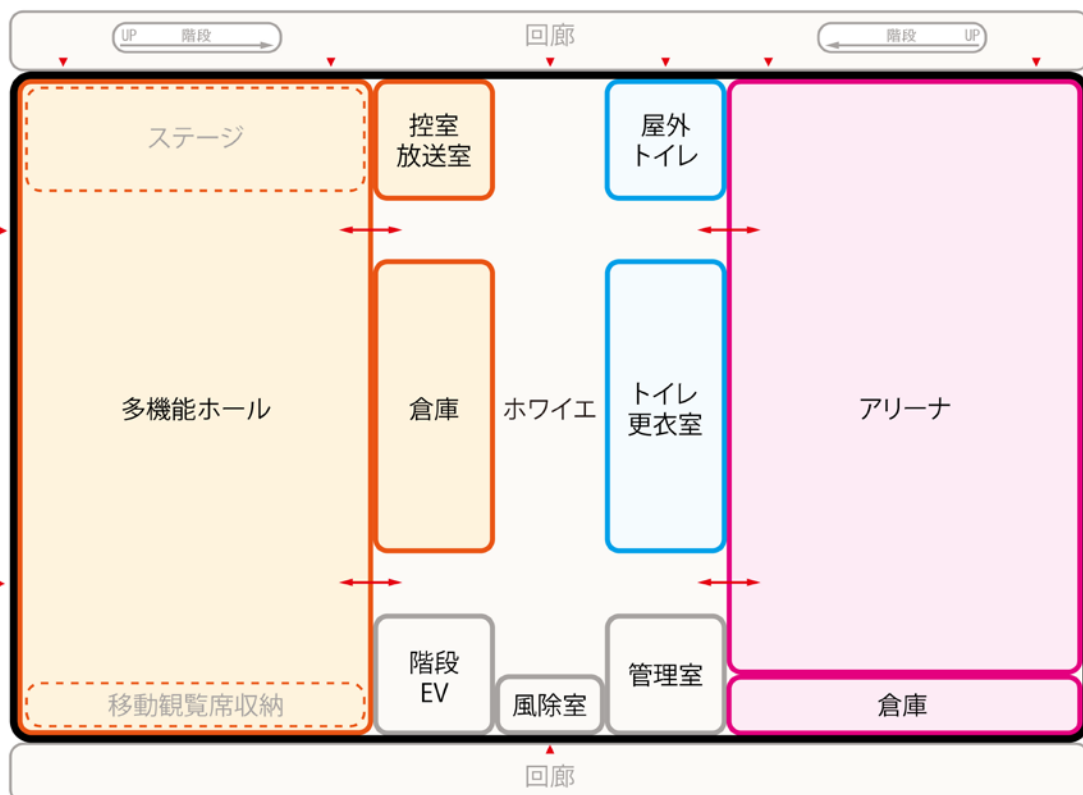 UP 階段
回廊
階段 UP
ステージ
控室
放送室
屋外
トイレ
多機能ホール
倉庫
ホワイエ
トイレ
更衣室
アリーナ
階段
EV
管理室
移動観覧席収納
風除室
倉庫
回廊